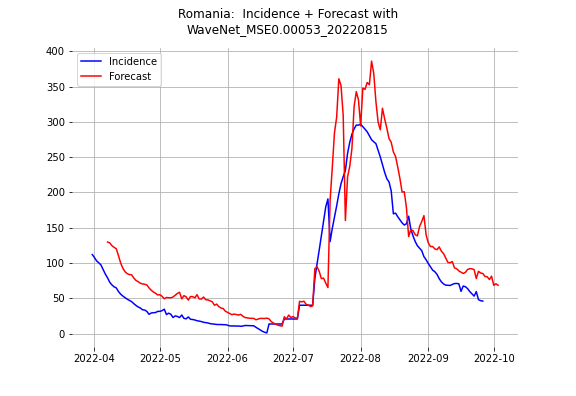 Romania:  Incidence + Forecast with
WaveNet_MSE0.00053_20220815
400
350
300
250
200
150
100
50
0
Incidence
Forecast
2022-04 2022-05 2022-06 2022-07 2022-08 2022-09 2022-10